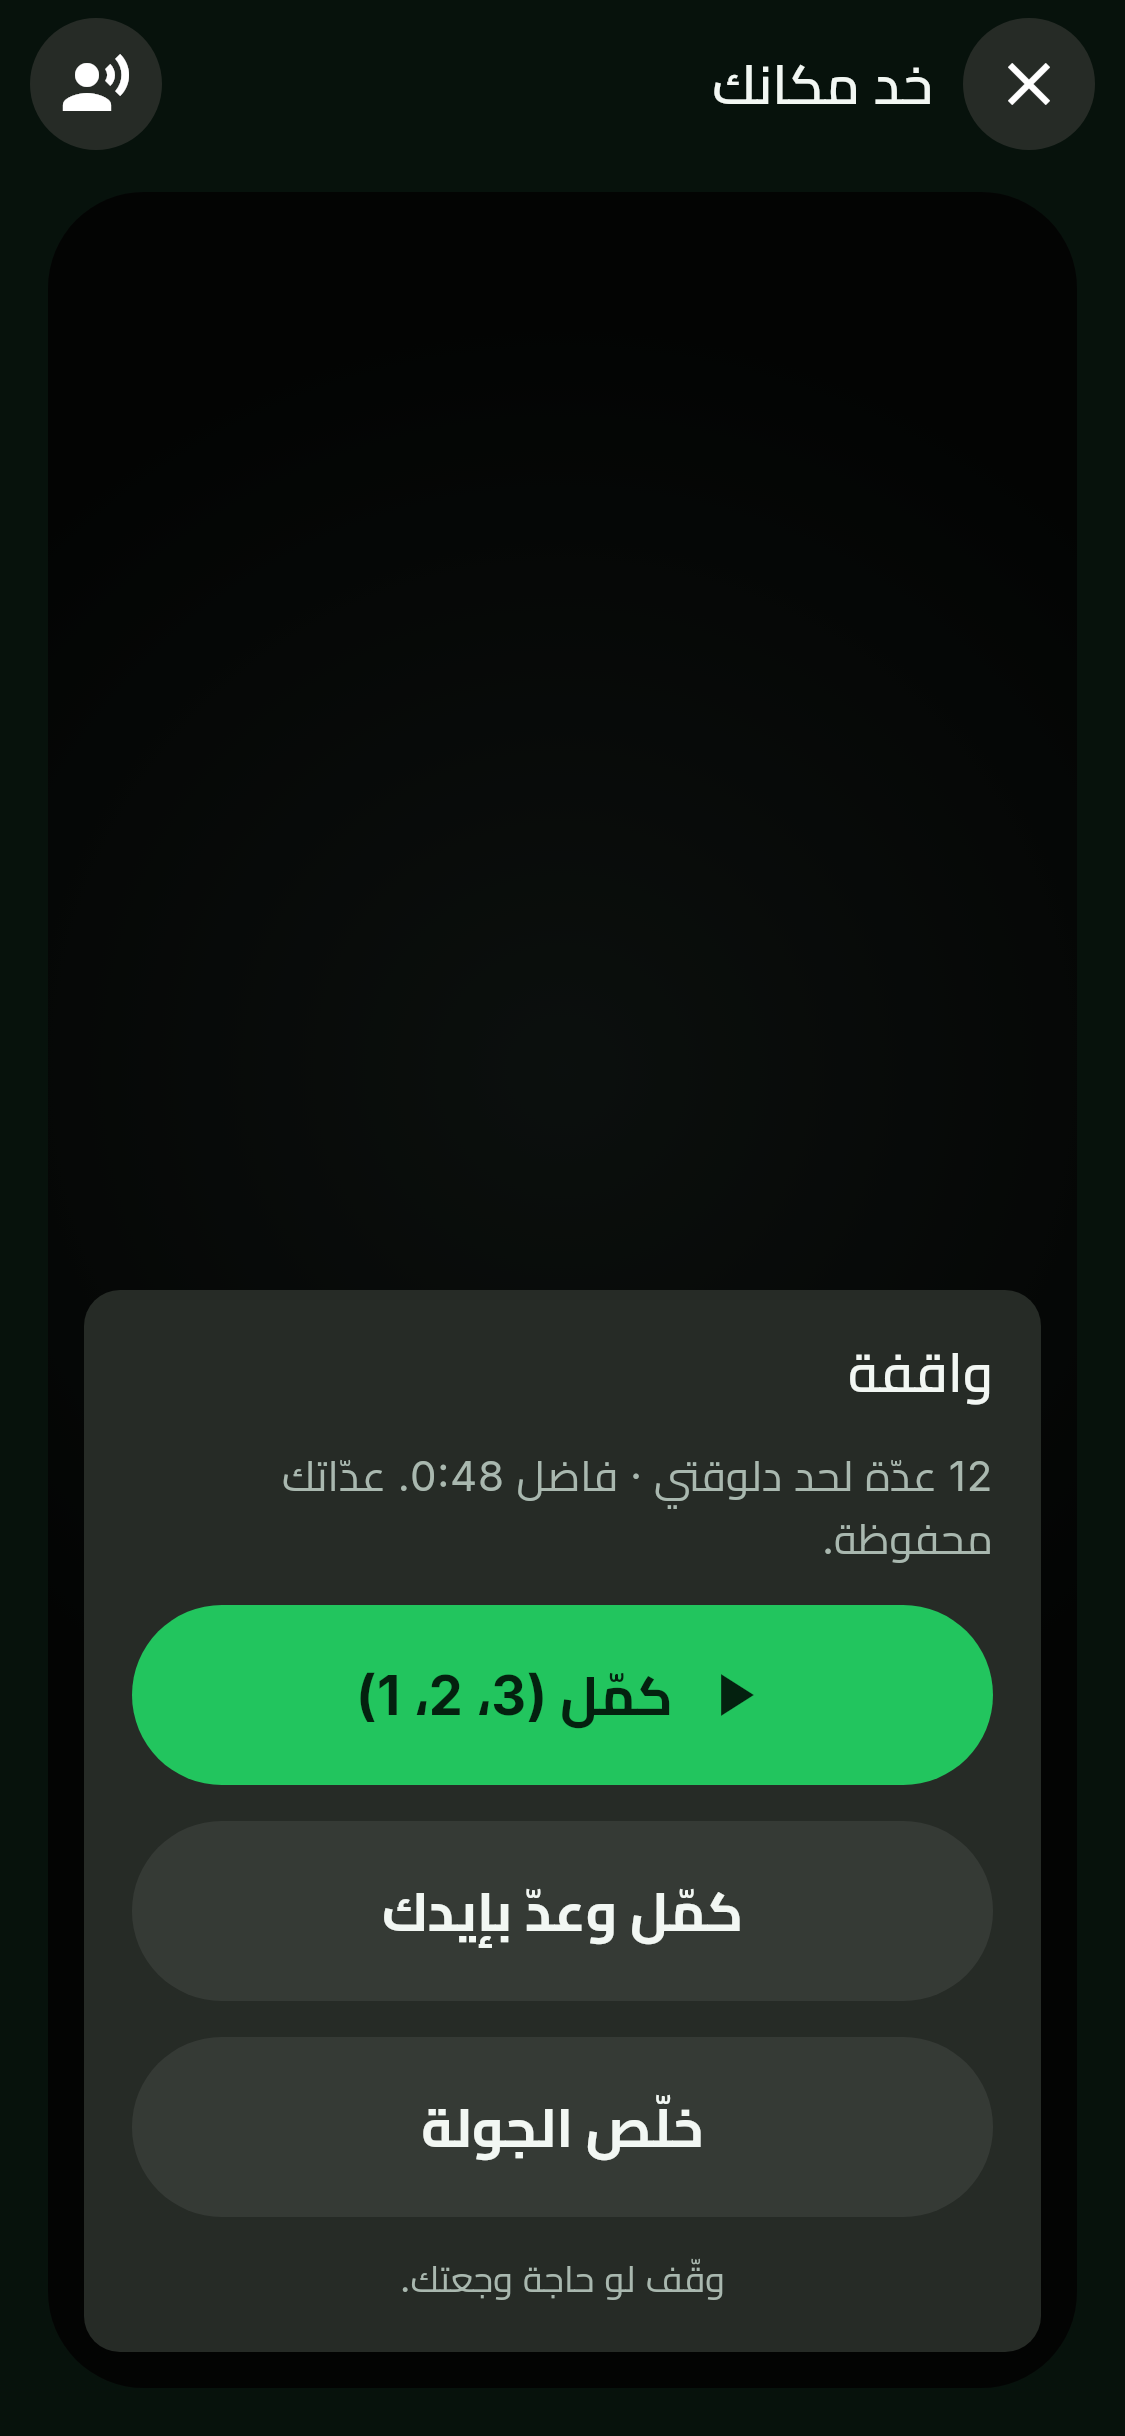 خد مكانك
واقفة
12 عدّة لحد دلوقتي · فاضل 0:48. عدّاتك
محفوظة.
كمّل (3، 2، 1)
كمّل وعدّ بإيدك
خلّص الجولة
وقّف لو حاجة وجعتك.